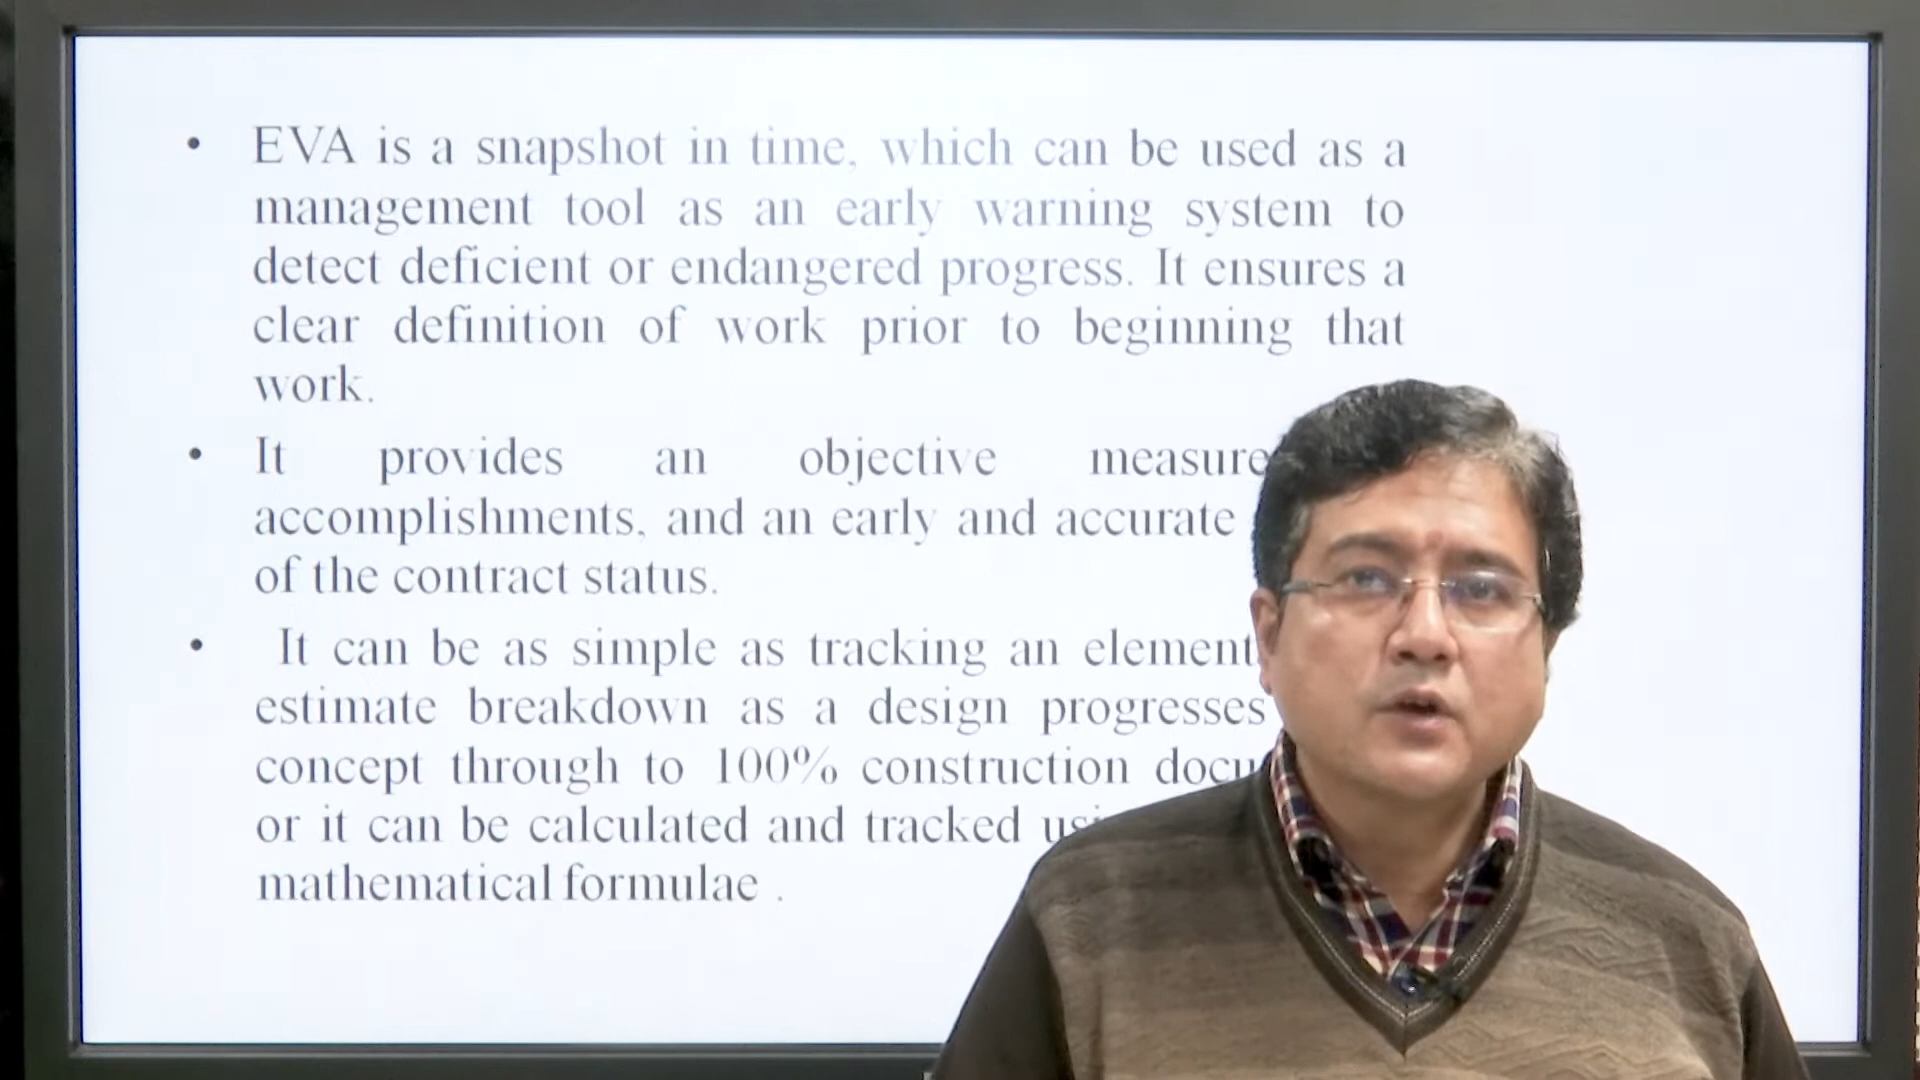 • EVA is a snapshot in time, which can be used as a
management tool as an early warning system to
detect deficient or endangered progress. It ensures a
clear definition of work prior to beginning that
work.
• It provides an objective measure
accomplishments, and an early and accurate
of the contract status.
• It can be as simple as tracking an element
estimate breakdown as a design progresses
concept through to 100% construction
or it can be calculated and tracked
mathematical formulae .